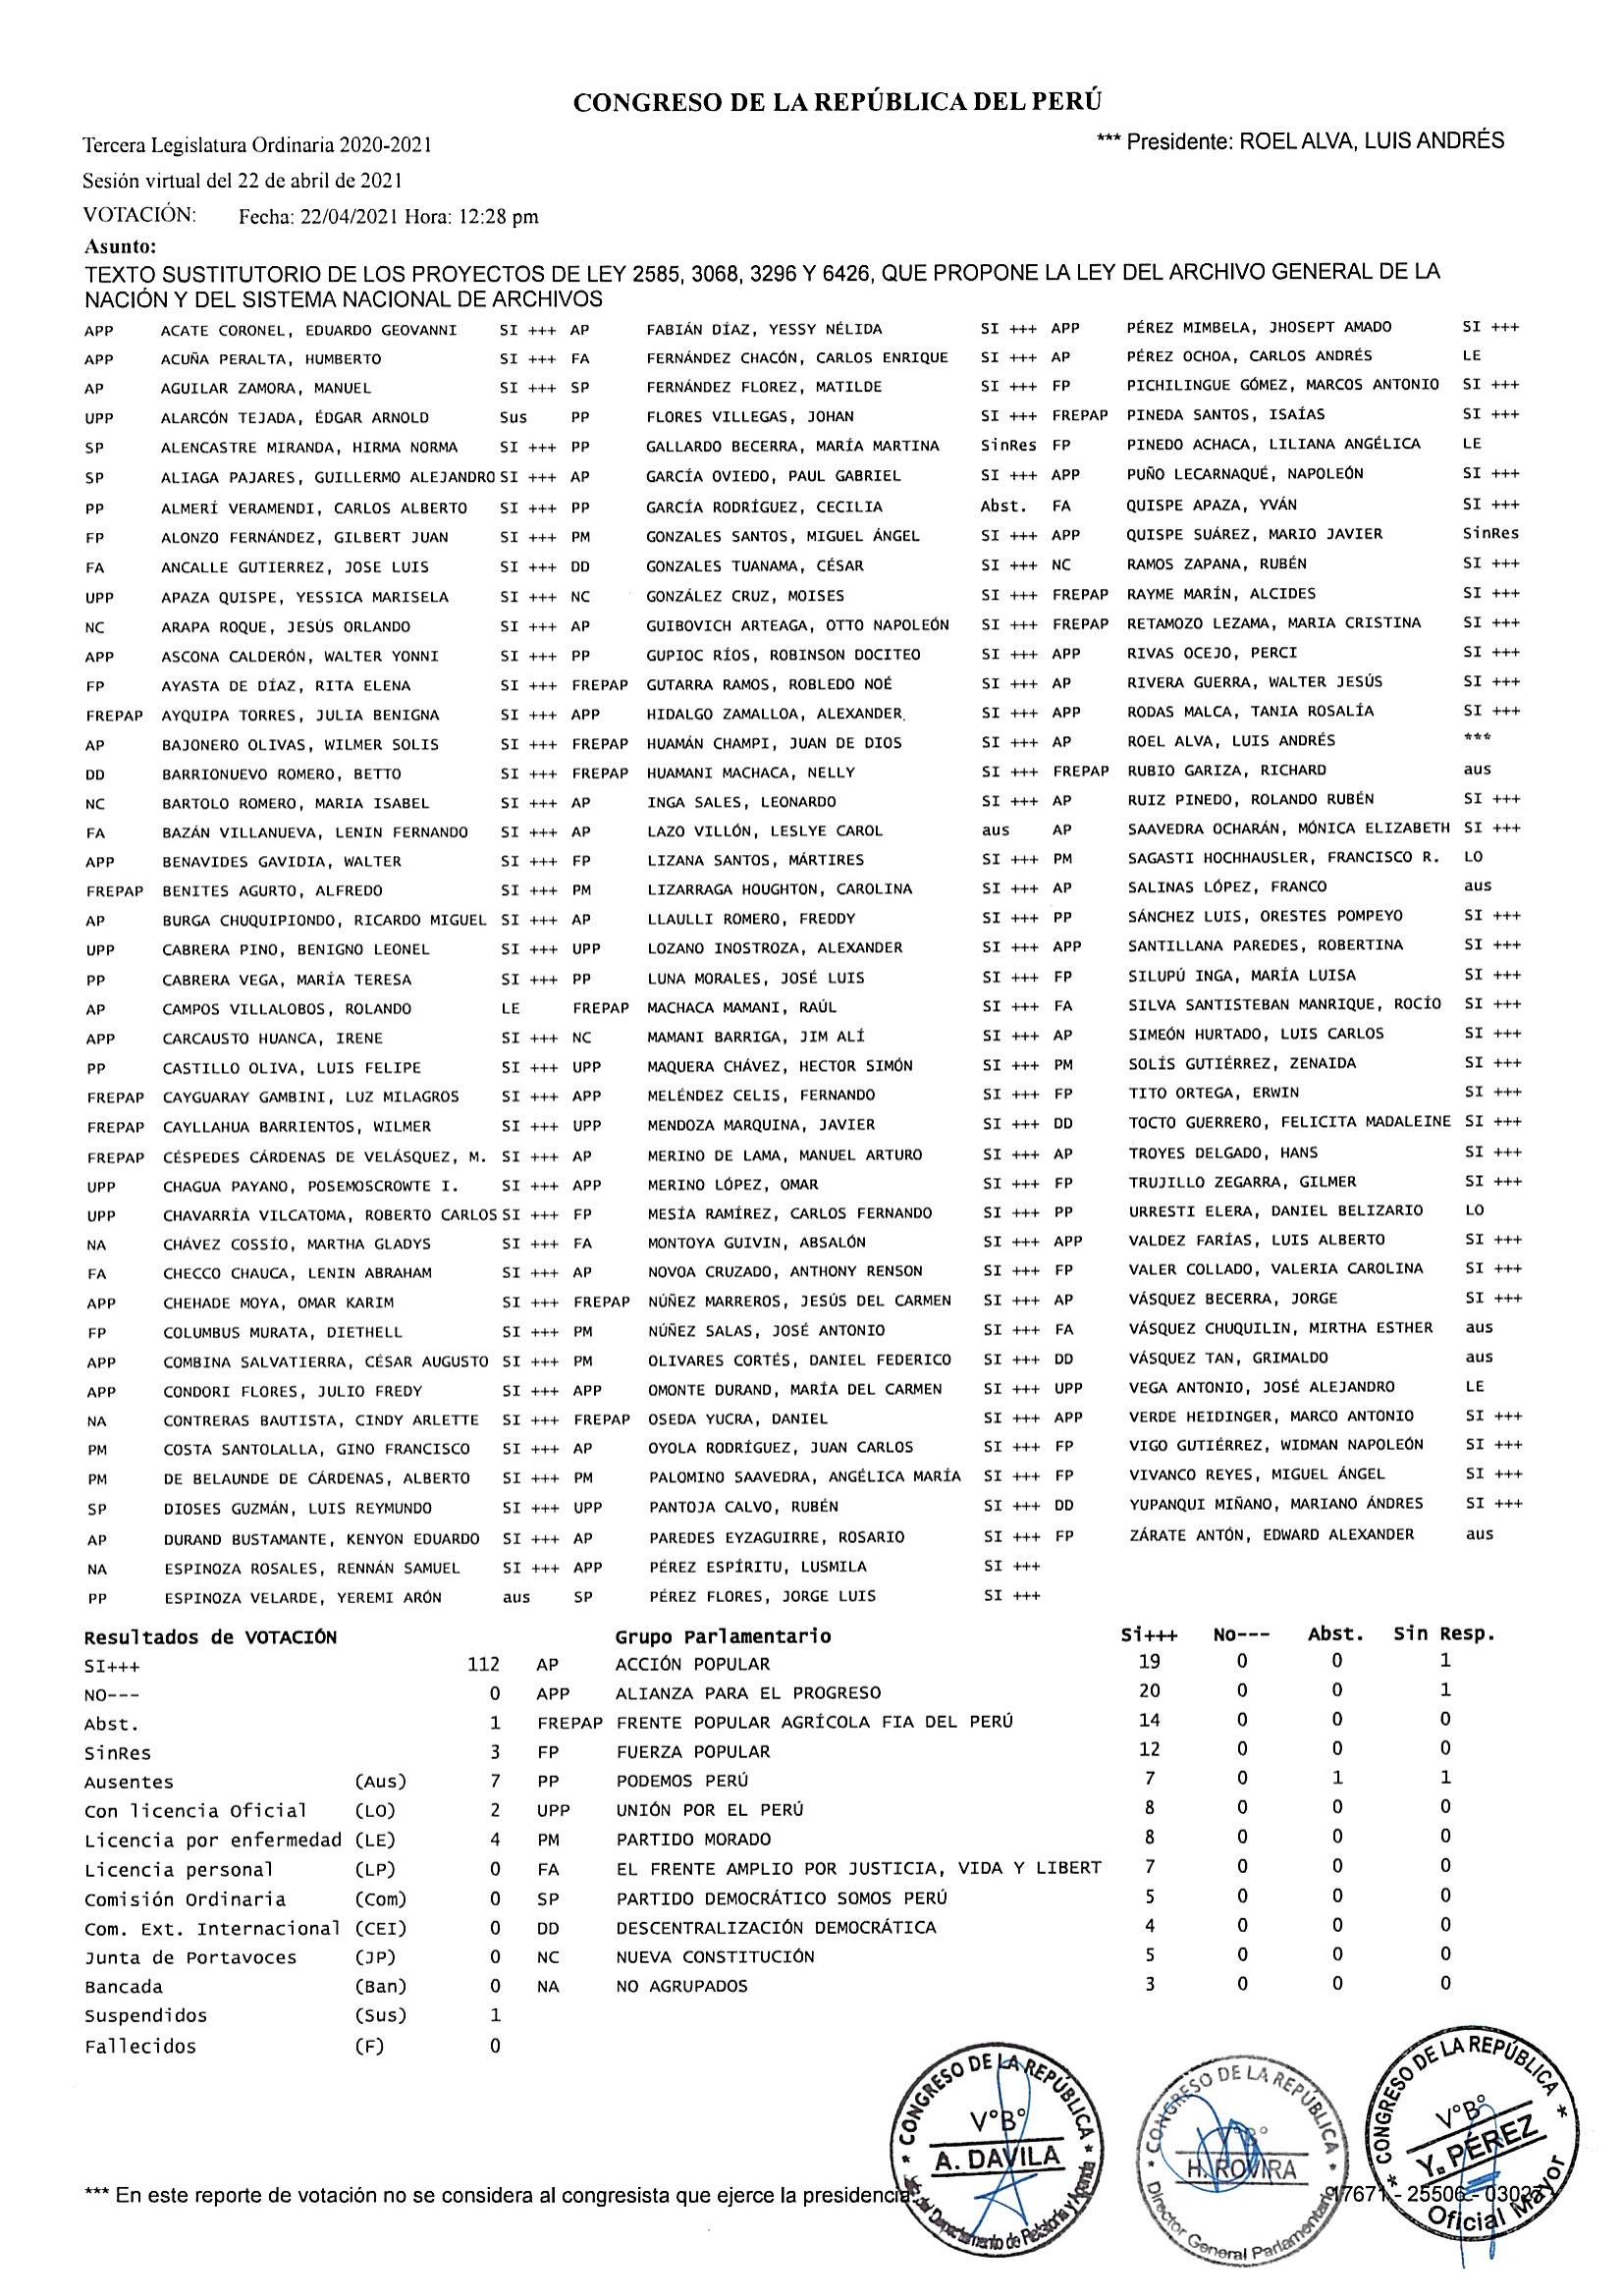 CONGRESO DE LA REPÚBLICA DEL PERÚ
Tercera Legislatura Ordinaria 2020-2021 *** Presidente: ROEL ALVA, LUIS ANDRÉS
Sesión virtual del 22 de abril de 2021
VOTACIÓN: Fecha: 22/04/2021 Hora: 12:28 pm
Asunto:
TEXTO SUSTITUTORIO DE LOS PROYECTOS DE LEY 2585, 3068, 3296 Y 6426, QUE PROPONE LA LEY DEL ARCHIVO GENERAL DE LA
NACIÓN Y DEL SISTEMA NACIONAL DE ARCHIVOS
APP ACATE CORONEL, EDUARDO GEOVANNI SI +++ AP FABIÁN DÍAZ, YESSY NÉLIDA SI +++ APP PÉREZ MIMBELA, JHOSEPT AMADO SI +++
APP ACUÑA PERALTA, HUMBERTO SI +++ FA FERNÁNDEZ CHACÓN, CARLOS ENRIQUE SI +++ AP PÉREZ OCHOA, CARLOS ANDRÉS LE
AP AGUILAR ZAMORA, MANUEL SI +++ SP FERNÁNDEZ FLOREZ, MATILDE SI +++ FP PICHILINGUE GÓMEZ, MARCOS ANTONIO SI +++
UPP ALARCÓN TEJADA, ÉDGAR ARNOLD Sus PP FLORES VILLEGAS, JOHAN SI +++ FREPAP PINEDA SANTOS, ISAÍAS SI +++
SP ALENCASTRE MIRANDA, HIRMA NORMA SI +++ PP GALLARDO BECERRA, MARÍA MARTINA SinRes FP PINEDO ACHACA, LILIANA ANGÉLICA LE
SP ALIAGA PAJARES, GUILLERMO ALEJANDRO SI +++ AP GARCÍA OVIEDO, PAUL GABRIEL SI +++ APP PUÑO LECARNAQUÉ, NAPOLEÓN SI +++
PP ALMERÍ VERAMENDI, CARLOS ALBERTO SI +++ PP GARCÍA RODRÍGUEZ, CECILIA Abst. FA QUISPE APAZA, YVÁN SI +++
FP ALONZO FERNÁNDEZ, GILBERT JUAN SI +++ PM GONZALES SANTOS, MIGUEL ÁNGEL SI +++ APP QUISPE SUÁREZ, MARIO JAVIER SinRes
FA ANCALLE GUTIERREZ, JOSE LUIS SI +++ DD GONZALES TUANAMA, CÉSAR SI +++ NC RAMOS ZAPANA, RUBÉN SI +++
UPP APAZA QUISPE, YESSICA MARISELA SI +++ NC GONZÁLEZ CRUZ, MOISES SI +++ FREPAP RAYME MARÍN, ALCIDES SI +++
NC ARAPA ROQUE, JESÚS ORLANDO SI +++ AP GUIBOVICH ARTEAGA, OTTO NAPOLEÓN SI +++ FREPAP RETAMOZO LEZAMA, MARIA CRISTINA SI +++
APP ASCONA CALDERÓN, WALTER YONNI SI +++ PP GUPIOC RÍOS, ROBINSON DOCITEO SI +++ APP RIVAS OCEJO, PERCI SI +++
FP AYASTA DE DÍAZ, RITA ELENA SI +++ FREPAP GUTARRA RAMOS, ROBLEDO NOÉ SI +++ AP RIVERA GUERRA, WALTER JESÚS SI +++
FREPAP AYQUIPA TORRES, JULIA BENIGNA SI +++ APP HIDALGO ZAMALLOA, ALEXANDER SI +++ APP RODAS MALCA, TANIA ROSALÍA SI +++
AP BAJONERO OLIVAS, WILMER SOLIS SI +++ FREPAP HUAMÁN CHAMPI, JUAN DE DIOS SI +++ AP ROEL ALVA, LUIS ANDRÉS ***
DD BARRIONUEVO ROMERO, BETTO SI +++ FREPAP HUAMANI MACHACA, NELLY SI +++ FREPAP RUBIO GARIZA, RICHARD aus
NC BARTOLO ROMERO, MARIA ISABEL SI +++ AP INGA SALES, LEONARDO SI +++ AP RUIZ PINEDO, ROLANDO RUBÉN SI +++
FA BAZÁN VILLANUEVA, LENIN FERNANDO SI +++ AP LAZO VILLÓN, LESLYE CAROL aus AP SAAVEDRA OCHARÁN, MÓNICA ELIZABETH SI +++
APP BENAVIDES GAVIDIA, WALTER SI +++ FP LIZANA SANTOS, MÁRTIRES SI +++ PM SAGASTI HOCHHAUSLER, FRANCISCO R. LO
FREPAP BENITES AGURTO, ALFREDO SI +++ PM LIZARRAGA HOUGHTON, CAROLINA SI +++ AP SALINAS LÓPEZ, FRANCO aus
AP BURGA CHUQUIPIONDO, RICARDO MIGUEL SI +++ AP LLAULLI ROMERO, FREDDY SI +++ PP SÁNCHEZ LUIS, ORESTES POMPEYO SI +++
UPP CABRERA PINO, BENIGNO LEONEL SI +++ UPP LOZANO INOSTROZA, ALEXANDER SI +++ APP SANTILLANA PAREDES, ROBERTINA SI +++
PP CABRERA VEGA, MARÍA TERESA SI +++ PP LUNA MORALES, JOSÉ LUIS SI +++ FP SILUPÚ INGA, MARÍA LUISA SI +++
AP CAMPOS VILLALOBOS, ROLANDO LE FREPAP MACHACA MAMANI, RAÚL SI +++ FA SILVA SANTISTEBAN MANRIQUE, ROCÍO SI +++
APP CARCAUSTO HUANCA, IRENE SI +++ NC MAMANI BARRIGA, JIM ALÍ SI +++ AP SIMEÓN HURTADO, LUIS CARLOS SI +++
PP CASTILLO OLIVA, LUIS FELIPE SI +++ UPP MAQUERA CHÁVEZ, HECTOR SIMÓN SI +++ PM SOLÍS GUTIÉRREZ, ZENAIDA SI +++
FREPAP CAYGUARAY GAMBINI, LUZ MILAGROS SI +++ APP MELÉNDEZ CELIS, FERNANDO SI +++ FP TITO ORTEGA, ERWIN SI +++
FREPAP CAYLLAHUA BARRIENTOS, WILMER SI +++ UPP MENDOZA MARQUINA, JAVIER SI +++ DD TOCTO GUERRERO, FELICITA MADALEINE SI +++
FREPAP CÉSPEDES CÁRDENAS DE VELÁSQUEZ, M. SI +++ AP MERINO DE LAMA, MANUEL ARTURO SI +++ AP TROYES DELGADO, HANS SI +++
UPP CHAGUA PAYANO, POSEMOSCROWTE I. SI +++ APP MERINO LÓPEZ, OMAR SI +++ FP TRUJILLO ZEGARRA, GILMER SI +++
UPP CHAVARRÍA VILCATOMA, ROBERTO CARLOS SI +++ FP MESÍA RAMÍREZ, CARLOS FERNANDO SI +++ PP URRESTI ELERA, DANIEL BELIZARIO LO
NA CHÁVEZ COSSÍO, MARTHA GLADYS SI +++ FA MONTOYA GUIVIN, ABSALÓN SI +++ APP VALDEZ FARÍAS, LUIS ALBERTO SI +++
FA CHECCO CHAUCA, LENIN ABRAHAM SI +++ AP NOVOA CRUZADO, ANTHONY RENSON SI +++ FP VALER COLLADO, VALERIA CAROLINA SI +++
APP CHEHADE MOYA, OMAR KARIM SI +++ FREPAP NÚÑEZ MARREROS, JESÚS DEL CARMEN SI +++ AP VÁSQUEZ BECERRA, JORGE SI +++
FP COLUMBUS MURATA, DIETHELL SI +++ PM NÚÑEZ SALAS, JOSÉ ANTONIO SI +++ FA VÁSQUEZ CHUQUILIN, MIRTHA ESTHER aus
APP COMBINA SALVATIERRA, CÉSAR AUGUSTO SI +++ PM OLIVARES CORTÉS, DANIEL FEDERICO SI +++ DD VÁSQUEZ TAN, GRIMALDO aus
APP CONDORI FLORES, JULIO FREDY SI +++ APP OMONTE DURAND, MARÍA DEL CARMEN SI +++ UPP VEGA ANTONIO, JOSÉ ALEJANDRO LE
NA CONTRERAS BAUTISTA, CINDY ARLETTE SI +++ FREPAP OSEDA YUCRA, DANIEL SI +++ APP VERDE HEIDINGER, MARCO ANTONIO SI +++
PM COSTA SANTOLALLA, GINO FRANCISCO SI +++ AP OYOLA RODRÍGUEZ, JUAN CARLOS SI +++ FP VIGO GUTIÉRREZ, WIDMAN NAPOLEÓN SI +++
PM DE BELAUNDE DE CÁRDENAS, ALBERTO SI +++ PM PALOMINO SAAVEDRA, ANGÉLICA MARÍA SI +++ FP VIVANCO REYES, MIGUEL ÁNGEL SI +++
SP DIOSES GUZMÁN, LUIS REYMUNDO SI +++ UPP PANTOJA CALVO, RUBÉN SI +++ DD YUPANQUI MIÑANO, MARIANO ÁNDRES SI +++
AP DURAND BUSTAMANTE, KENYON EDUARDO SI +++ AP PAREDES EYZAGUIRRE, ROSARIO SI +++ FP ZÁRATE ANTÓN, EDWARD ALEXANDER aus
NA ESPINOZA ROSALES, RENNÁN SAMUEL SI +++ APP PÉREZ ESPÍRITU, LUSMILA SI +++
PP ESPINOZA VELARDE, YEREMI ARÓN aus SP PÉREZ FLORES, JORGE LUIS SI +++
Resultados de VOTACIÓN Grupo Parlamentario Si+++ No--- Abst. Sin Resp.
SI+++ 112 AP ACCIÓN POPULAR 19 0 0 1
NO--- 0 APP ALIANZA PARA EL PROGRESO 20 0 0 1
Abst. 1 FREPAP FRENTE POPULAR AGRÍCOLA FIA DEL PERÚ 14 0 0 0
SinRes 3 FP FUERZA POPULAR 12 0 0 0
Ausentes (Aus) 7 PP PODEMOS PERÚ 7 0 1 1
Con licencia Oficial (LO) 2 UPP UNIÓN POR EL PERÚ 8 0 0 0
Licencia por enfermedad (LE) 4 PM PARTIDO MORADO 8 0 0 0
Licencia personal (LP) 0 FA EL FRENTE AMPLIO POR JUSTICIA, VIDA Y LIBERT 7 0 0 0
Comisión Ordinaria (Com) 0 SP PARTIDO DEMOCRÁTICO SOMOS PERÚ 5 0 0 0
Com. Ext. Internacional (CEI) 0 DD DESCENTRALIZACIÓN DEMOCRÁTICA 4 0 0 0
Junta de Portavoces (JP) 0 NC NUEVA CONSTITUCIÓN 5 0 0 0
Bancada (Ban) 0 NA NO AGRUPADOS 3 0 0 0
Suspendidos (Sus) 1
Fallecidos (F) 0
* CONGRESO DE LA REPÚBLICA *
V°B°
A. DAVILA
Jefe del Departamento de Relatoría y Agenda
* CONGRESO DE LA REPÚBLICA *
V°B°
H. ROVIRA
Director General Parlamentario
* CONGRESO DE LA REPÚBLICA *
V°B°
Y. PÉREZ
Oficial Mayor
*** En este reporte de votación no se considera al congresista que ejerce la presidencia. 17671 - 25506 -